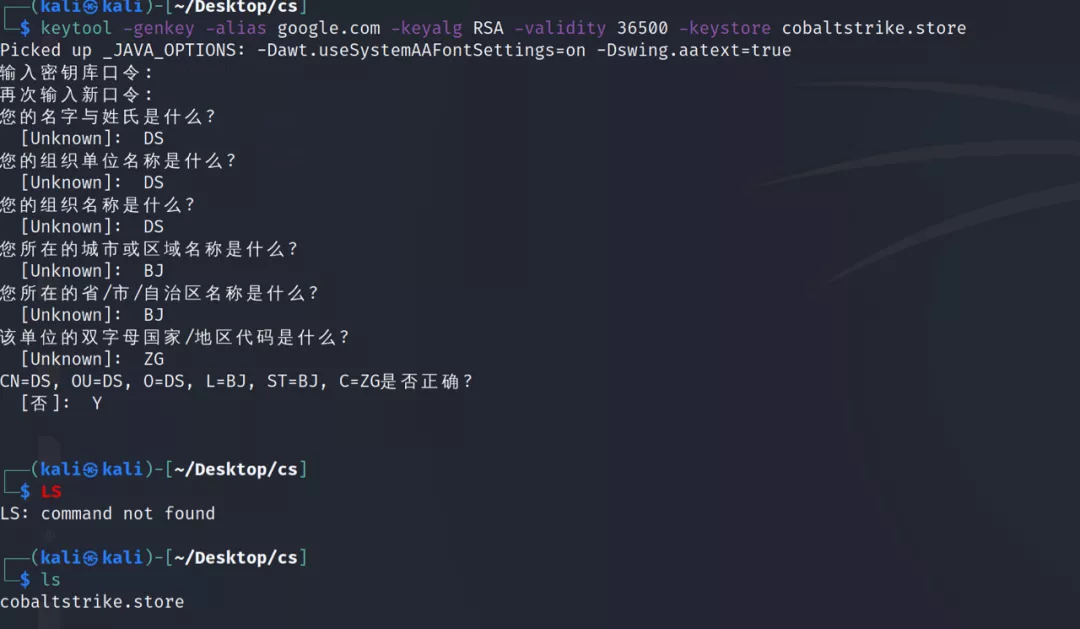 (kali㉿kali)-[~/Desktop/cs]
$ keytool -genkey -alias google.com -keyalg RSA -validity 36500 -keystore cobaltstrike.store
Picked up _JAVA_OPTIONS: -Dawt.useSystemAAFontSettings=on -Dswing.aatext=true
输入密钥库口令:
再次输入新口令:
您的名字与姓氏是什么?
[Unknown]: DS
您的组织单位名称是什么?
[Unknown]: DS
您的组织名称是什么?
[Unknown]: DS
您所在的城市或区域名称是什么?
[Unknown]: BJ
您所在的省/市/自治区名称是什么?
[Unknown]: BJ
该单位的双字母国家/地区代码是什么?
[Unknown]: ZG
CN=DS, OU=DS, O=DS, L=BJ, ST=BJ, C=ZG是否正确?
[否]: Y
(kali㉿kali)-[~/Desktop/cs]
$ LS
LS: command not found
(kali㉿kali)-[~/Desktop/cs]
$ ls
cobaltstrike.store